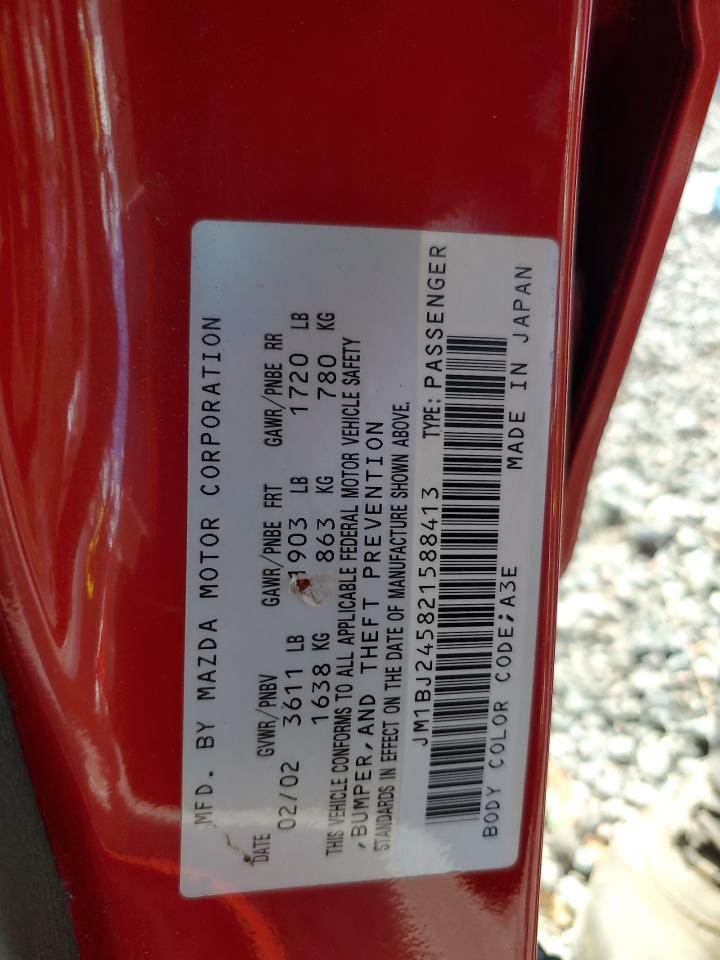 MFD. BY MAZDA MOTOR CORPORATION
DATE GVWR/PNBV GAWR/PNBE FRT GAWR/PNBE RR
02/02 3611 LB 1903 LB 1720 LB
1638 KG 863 KG 780 KG
THIS VEHICLE CONFORMS TO ALL APPLICABLE FEDERAL MOTOR VEHICLE SAFETY
,BUMPER,AND THEFT PREVENTION
STANDARDS IN EFFECT ON THE DATE OF MANUFACTURE SHOWN ABOVE.
JM1BJ245821588413 TYPE: PASSENGER
BODY COLOR CODE;A3E MADE IN JAPAN